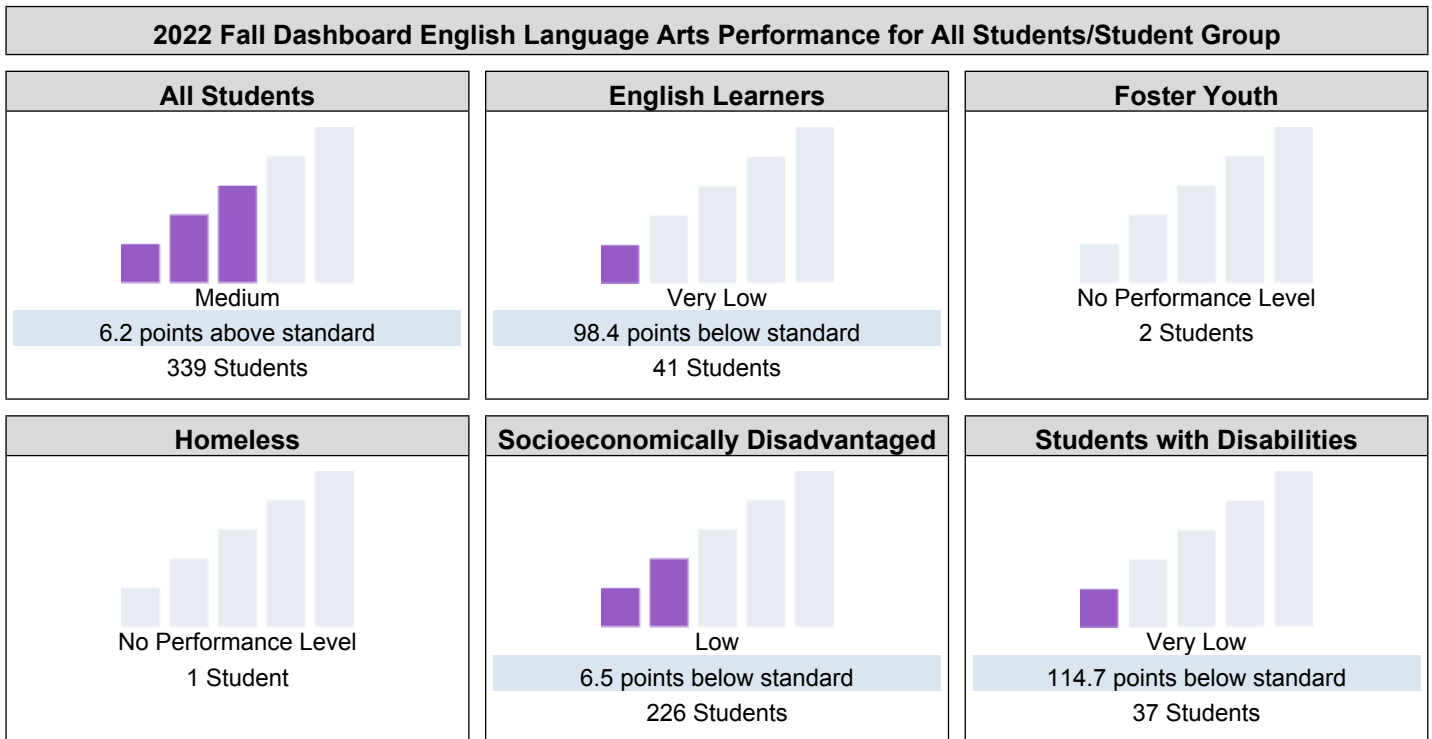 2022 Fall Dashboard English Language Arts Performance for All Students/Student Group
All Students
Medium
6.2 points above standard
339 Students
English Learners
Very Low
98.4 points below standard
41 Students
Foster Youth
No Performance Level
2 Students
Homeless
No Performance Level
1 Student
Socioeconomically Disadvantaged
Low
6.5 points below standard
226 Students
Students with Disabilities
Very Low
114.7 points below standard
37 Students